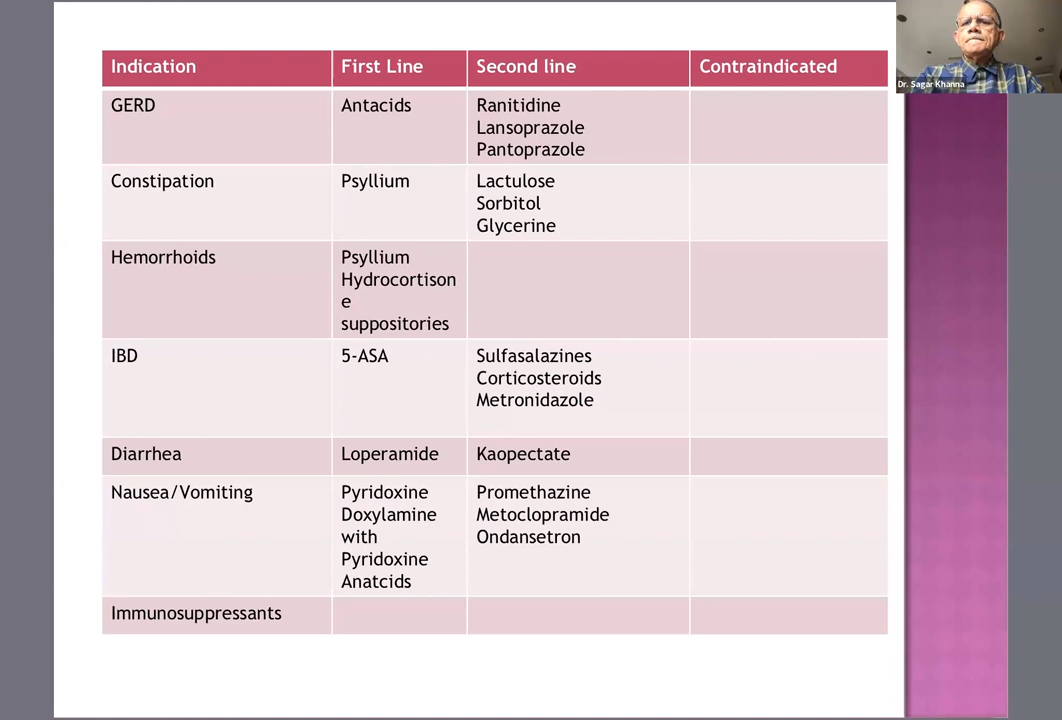 Indication First Line Second line Contraindicated
GERD Antacids Ranitidine
Lansoprazole
Pantoprazole
Constipation Psyllium Lactulose
Sorbitol
Glycerine
Hemorrhoids Psyllium
Hydrocortison
e
suppositories
IBD 5-ASA Sulfasalazines
Corticosteroids
Metronidazole
Diarrhea Loperamide Kaopectate
Nausea/Vomiting Pyridoxine Promethazine
Doxylamine Metoclopramide
with Ondansetron
Pyridoxine
Anatcids
Immunosuppressants
Dr. Sagar Khanna